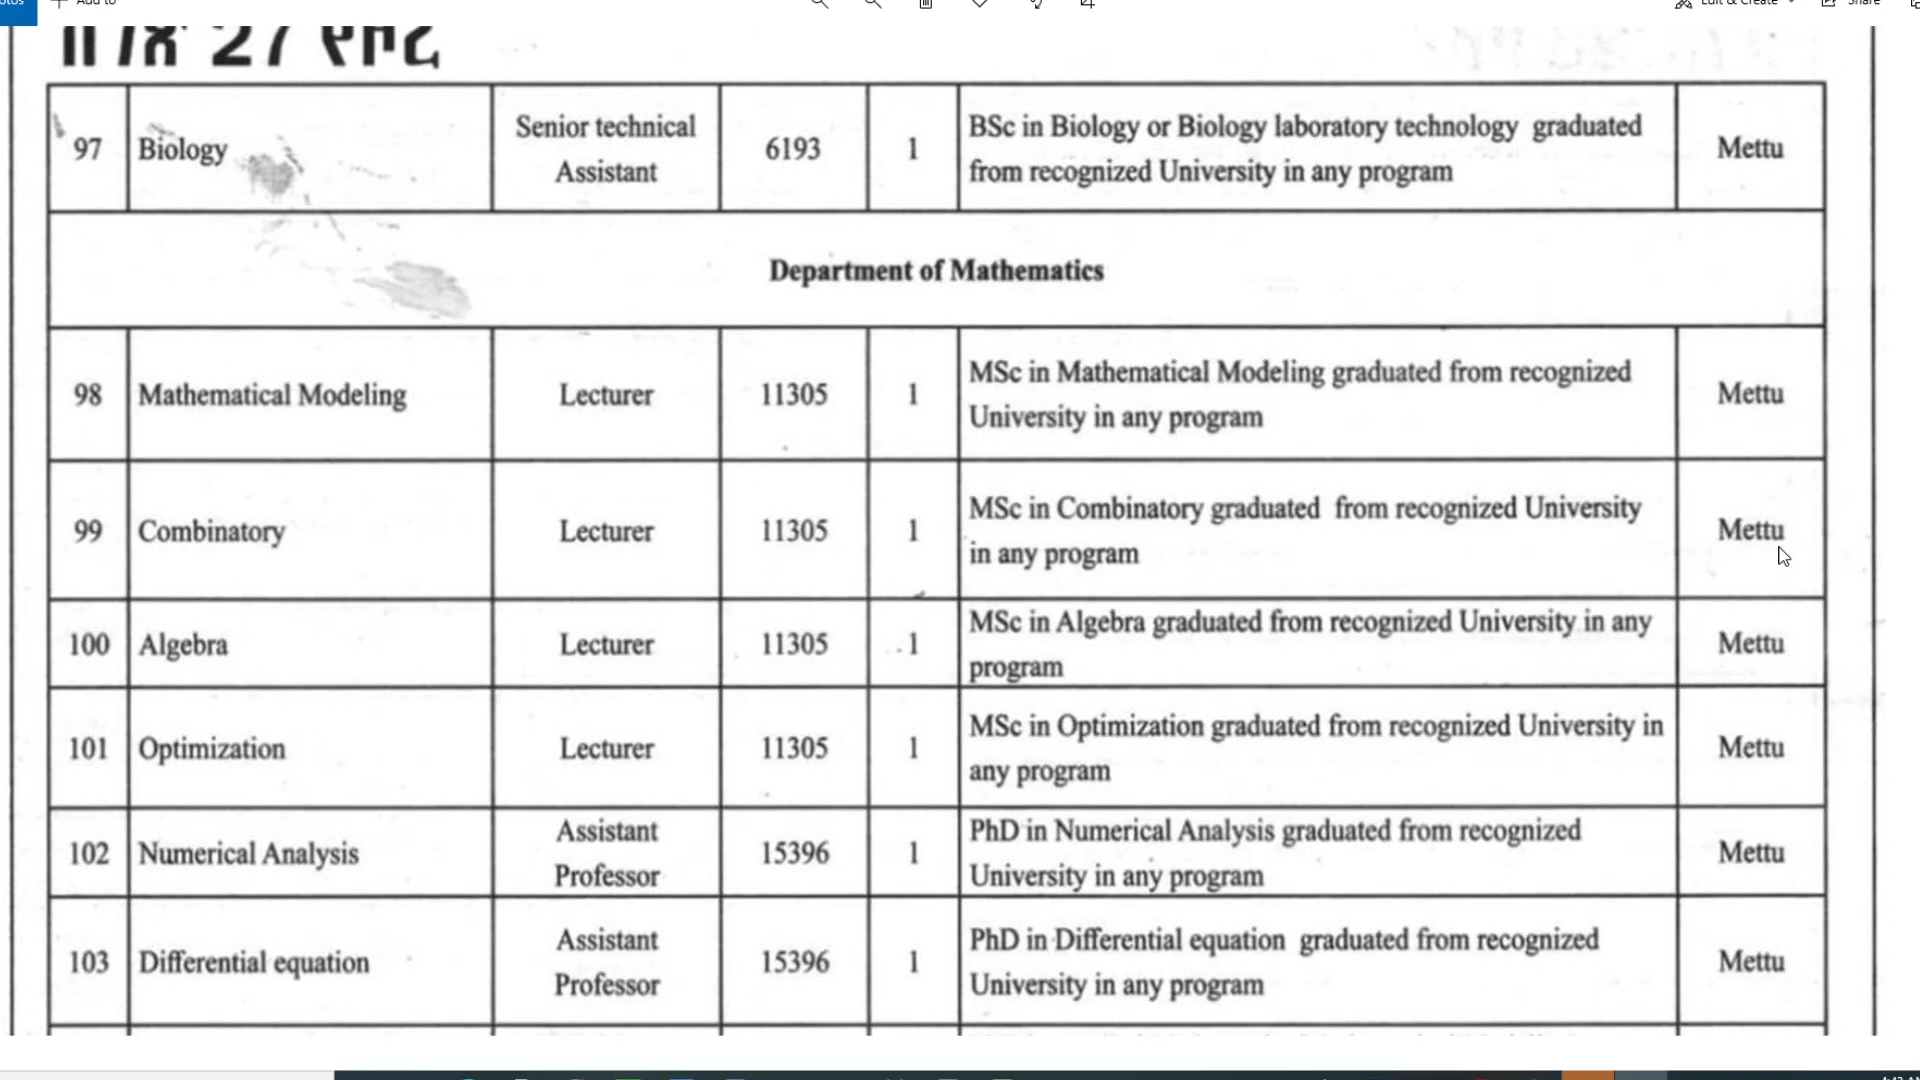 Add to
Edit & Create
Share
97 Biology Senior technical Assistant 6193 1 BSc in Biology or Biology laboratory technology graduated from recognized University in any program Mettu
Department of Mathematics
98 Mathematical Modeling Lecturer 11305 1 MSc in Mathematical Modeling graduated from recognized University in any program Mettu
99 Combinatory Lecturer 11305 1 MSc in Combinatory graduated from recognized University in any program Mettu
100 Algebra Lecturer 11305 1 MSc in Algebra graduated from recognized University in any program Mettu
101 Optimization Lecturer 11305 1 MSc in Optimization graduated from recognized University in any program Mettu
102 Numerical Analysis Assistant Professor 15396 1 PhD in Numerical Analysis graduated from recognized University in any program Mettu
103 Differential equation Assistant Professor 15396 1 PhD in Differential equation graduated from recognized University in any program Mettu